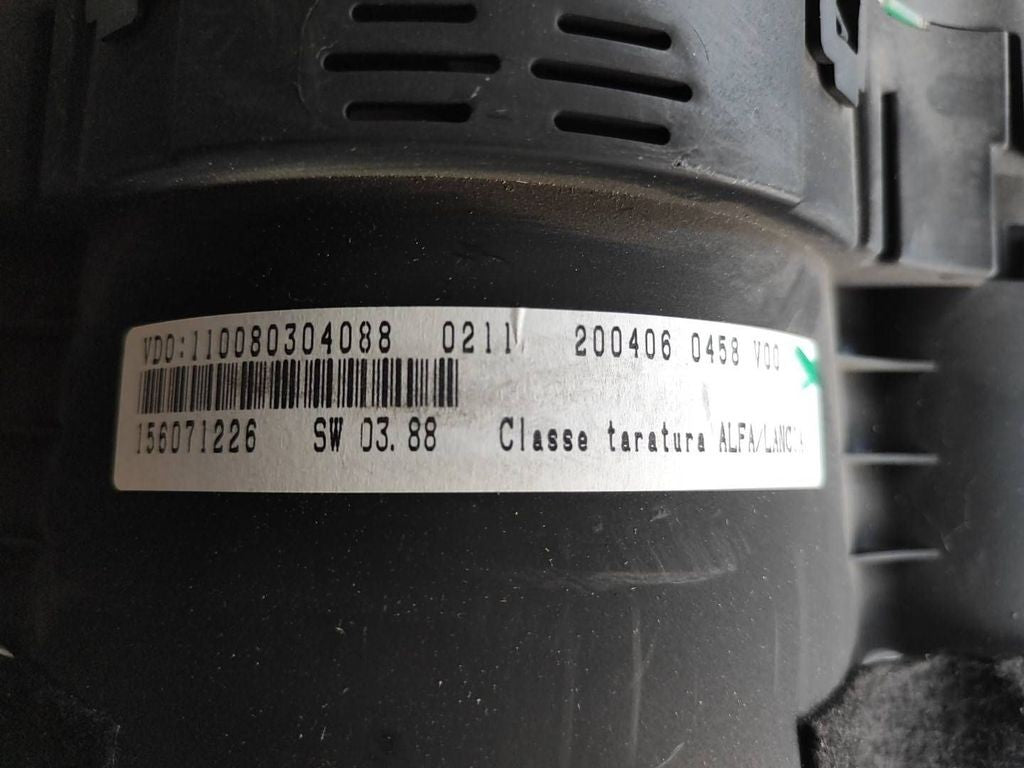 VDO:110080304088 0211 200406 0458 V00
156071226 SW 03.88 Classe taratura ALFA/LANCIA